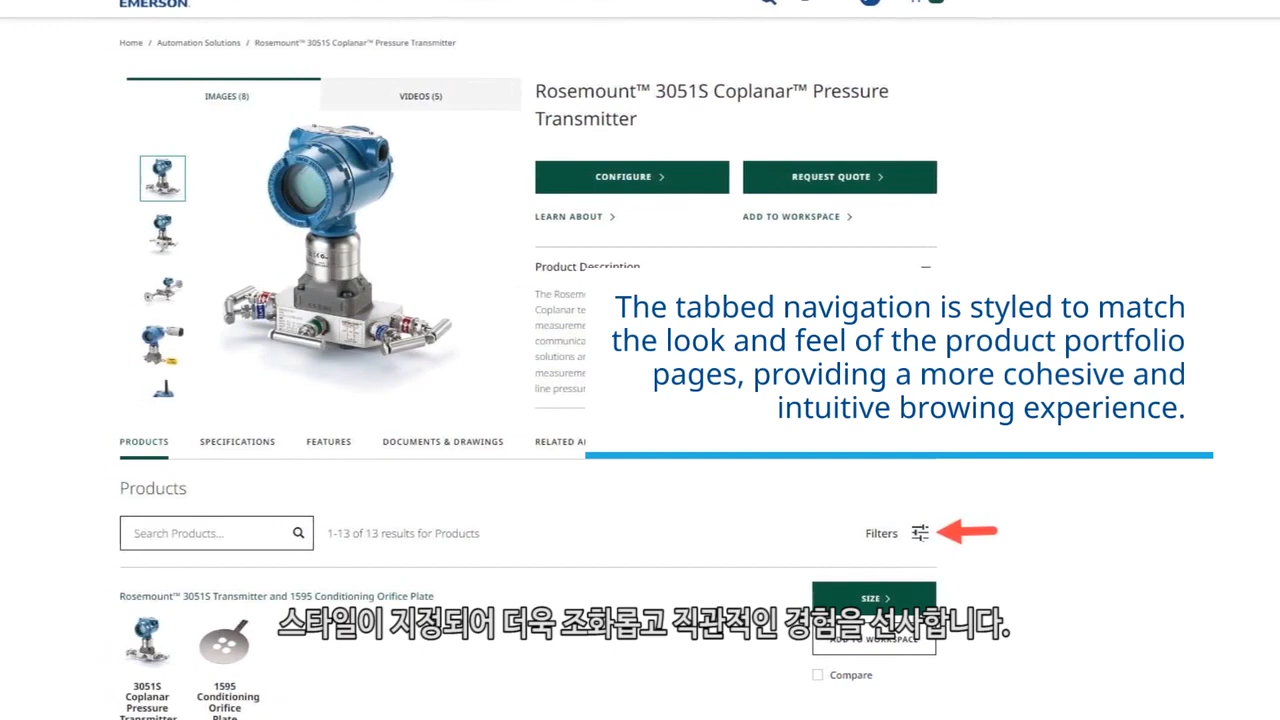 EMERSON
Home / Automation Solutions / Rosemount™ 3051S Coplanar™ Pressure Transmitter
IMAGES (8)
VIDEOS (5)
Rosemount™ 3051S Coplanar™ Pressure
Transmitter
CONFIGURE >
REQUEST QUOTE >
LEARN ABOUT >
ADD TO WORKSPACE >
Product Description
The Rosem
Coplanar te
measureme
communica
solutions ar
measureme
line pressur
The tabbed navigation is styled to match
the look and feel of the product portfolio
pages, providing a more cohesive and
intuitive browing experience.
PRODUCTS
SPECIFICATIONS
FEATURES
DOCUMENTS & DRAWINGS
RELATED
Products
Search Products...
1-13 of 13 results for Products
Filters
Rosemount™ 3051S Transmitter and 1595 Conditioning Orifice Plate
SIZE >
스타일이 지정되어 더욱 조화롭고 직관적인 경험을 선사합니다.
ADD TO WORKSPACE
Compare
3051S
Coplanar
Pressure
Transmitter
1595
Conditioning
Orifice
Plate